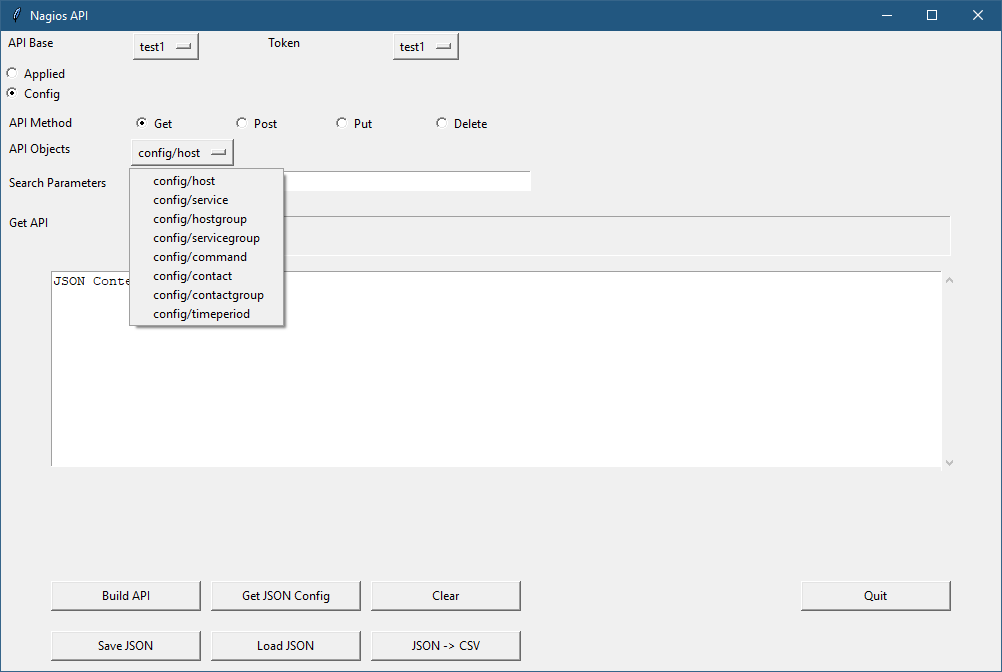 Nagios API
API Base test1 Token test1
Applied
Config
API Method Get Post Put Delete
API Objects config/host
Search Parameters
config/host
config/service
config/hostgroup
Get API
config/servicegroup
config/command
config/contact
JSON Conte
config/contactgroup
config/timeperiod
Build API Get JSON Config Clear Quit
Save JSON Load JSON JSON -> CSV